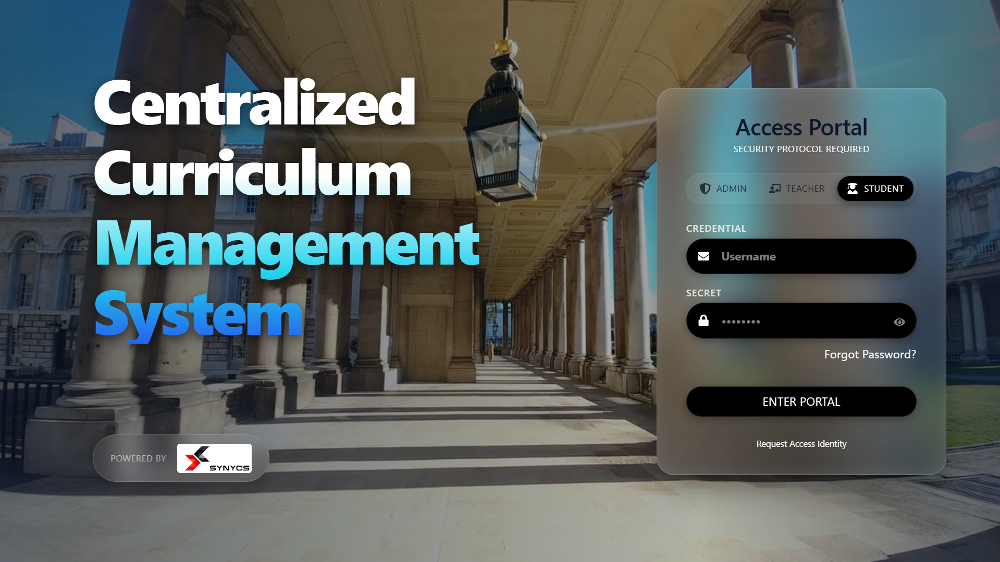 Centralized
Curriculum
Management
System
POWERED BY
SYNYCS
Access Portal
SECURITY PROTOCOL REQUIRED
ADMIN
TEACHER
STUDENT
CREDENTIAL
Username
SECRET
••••••••
Forgot Password?
ENTER PORTAL
Request Access Identity